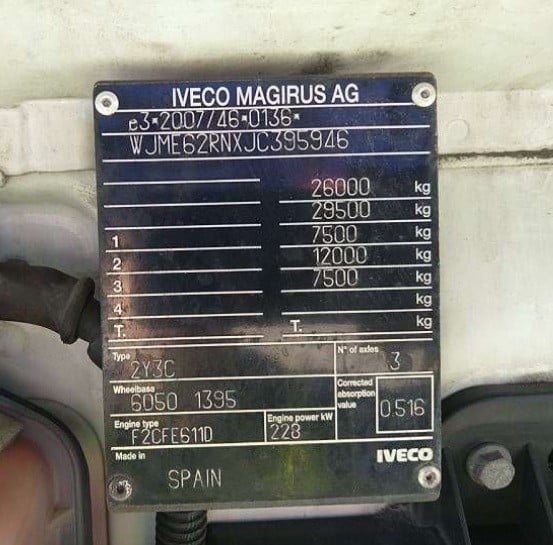 IVECO MAGIRUS AG
e3*2007/46*0136*
WJME62RNXJC395946
26000 kg
29500 kg
1 7500 kg
2 12000 kg
3 7500 kg
4 kg
T. T. kg
Type 2Y3C N° of axles 3
Wheelbase 6050 1395 Corrected absorption value 0.516
Engine type F2CFE611D Engine power kW 228
Made in SPAIN IVECO